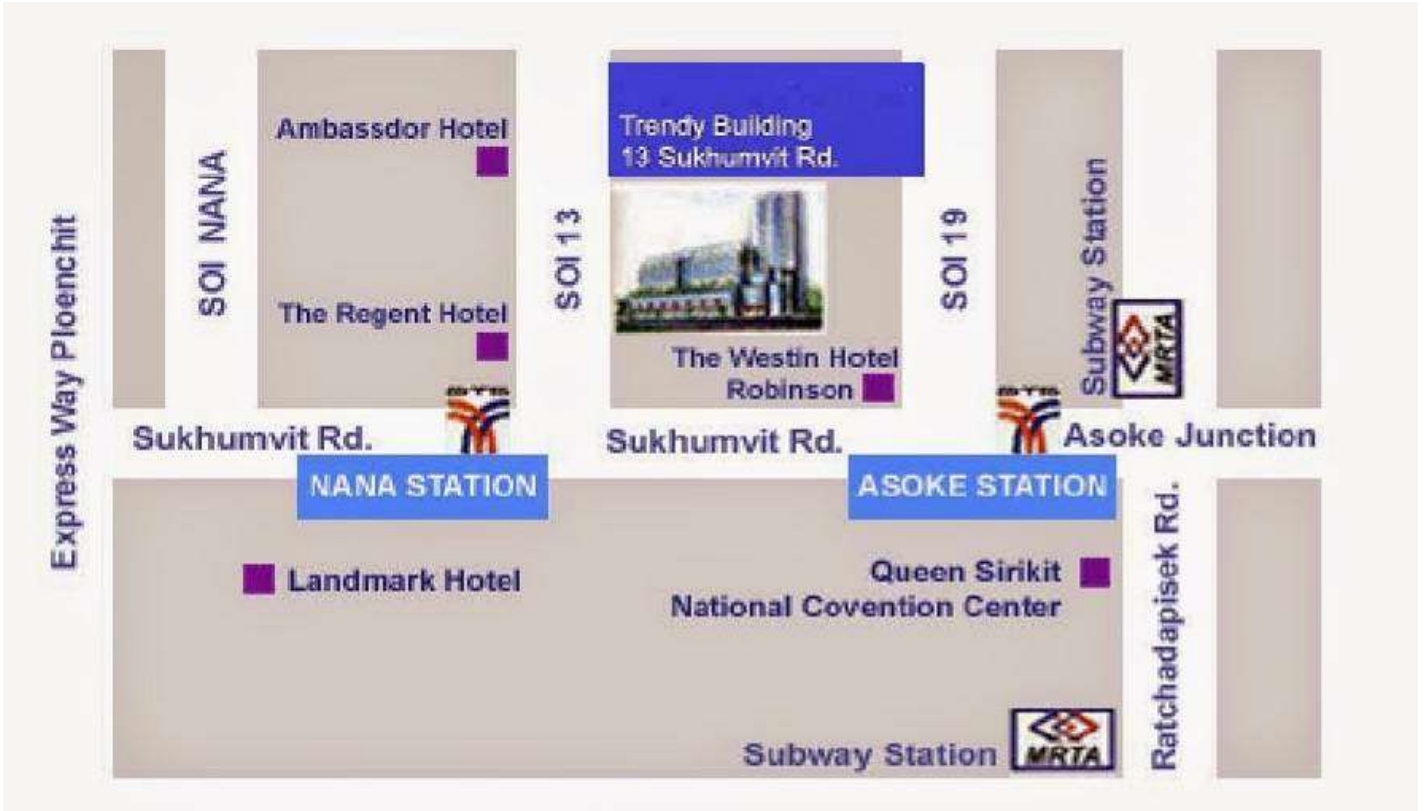 Express Way Ploenchit
SOI NANA
Ambassdor Hotel
The Regent Hotel
SOI 13
Trendy Building
13 Sukhumvit Rd.
The Westin Hotel
Robinson
SOI 19
Subway Station
MRTA
BTS
BTS
Sukhumvit Rd.
Sukhumvit Rd.
Asoke Junction
NANA STATION
ASOKE STATION
Landmark Hotel
Queen Sirikit
National Covention Center
Ratchadapisek Rd.
Subway Station
MRTA